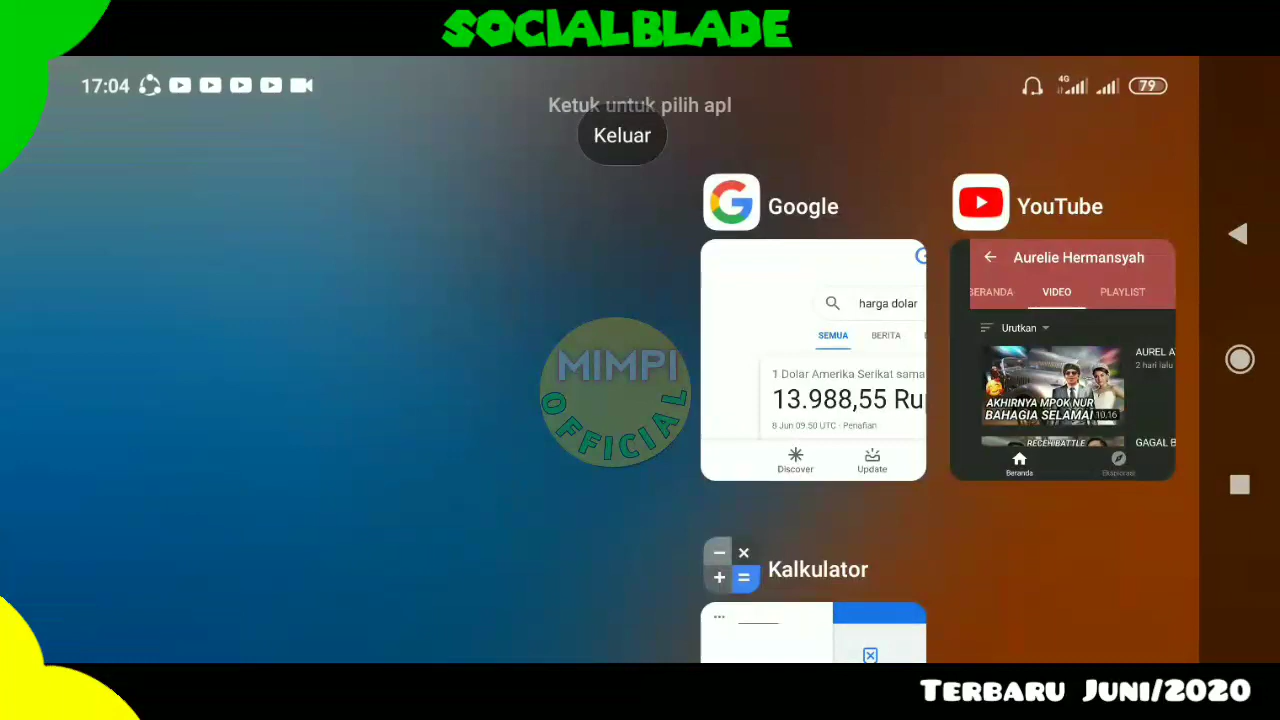 SOCIALBLADE
17:04
4G
79
Ketuk untuk pilih apl
Keluar
Google
YouTube
harga dolar
SEMUA BERITA
1 Dolar Amerika Serikat sama
13.988,55 Ru
8 Jun 09.50 UTC · Penafian
Discover Update
Aurelie Hermansyah
BERANDA VIDEO PLAYLIST
Urutkan
AKHIRNYA MPOK NUR
BAHAGIA SELAMA!
10.16
AUREL A
2 hari lalu
RECEHBATTLE
GAGAL B
Beranda Eksplorasi
MIMPI
OFFICIAL
Kalkulator
TERBARU JUNI/2020